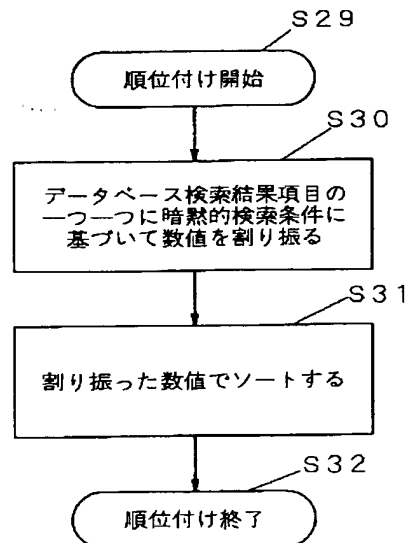 S29
順位付け開始
S30
データベース検索結果項目の
一つ一つに暗黙的検索条件に
基づいて数値を割り振る
S31
割り振った数値でソートする
S32
順位付け終了